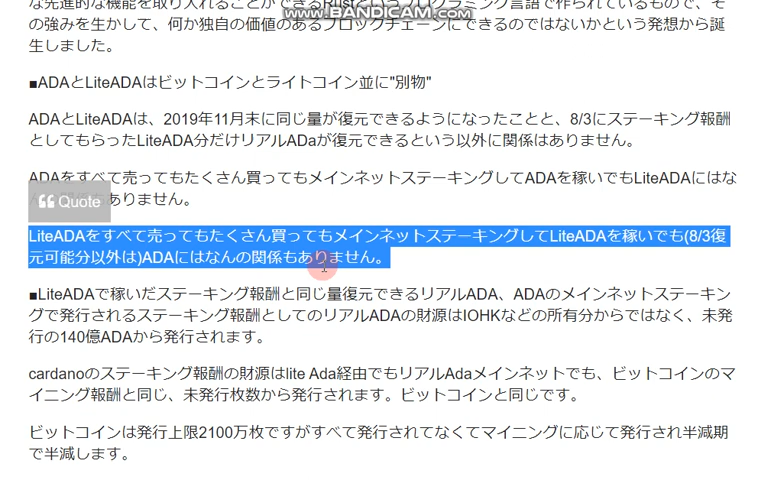 な先進的な機能を取り入れることができるRustというプログラミング言語で作られているもので、そ
www.BANDICAM.com
の強みを生かして、何か独自の価値のあるブロックチェーンにできるのではないかという発想から誕
生しました。
■ADAとLiteADAはビットコインとライトコイン並に"別物"
ADAとLiteADAは、2019年11月末に同じ量が復元できるようになったことと、8/3にステーキング報酬
としてもらったLiteADA分だけリアルADaが復元できるという以外に関係はありません。
ADAをすべて売ってもたくさん買ってもメインネットステーキングしてADAを稼いでもLiteADAにはな
ありません。
Quote
LiteADAをすべて売ってもたくさん買ってもメインネットステーキングしてLiteADAを稼いでも(8/3復
元可能分以外は)ADAにはなんの関係もありません。
■LiteADAで稼いだステーキング報酬と同じ量復元できるリアルADA、ADAのメインネットステーキン
グで発行されるステーキング報酬としてのリアルADAの財源はIOHKなどの所有分からではなく、未発
行の140億ADAから発行されます。
cardanoのステーキング報酬の財源はlite Ada経由でもリアルAdaメインネットでも、ビットコインのマ
イニング報酬と同じ、未発行枚数から発行されます。ビットコインと同じです。
ビットコインは発行上限2100万枚ですがすべて発行されてなくてマイニングに応じて発行され半減期
で半減します。